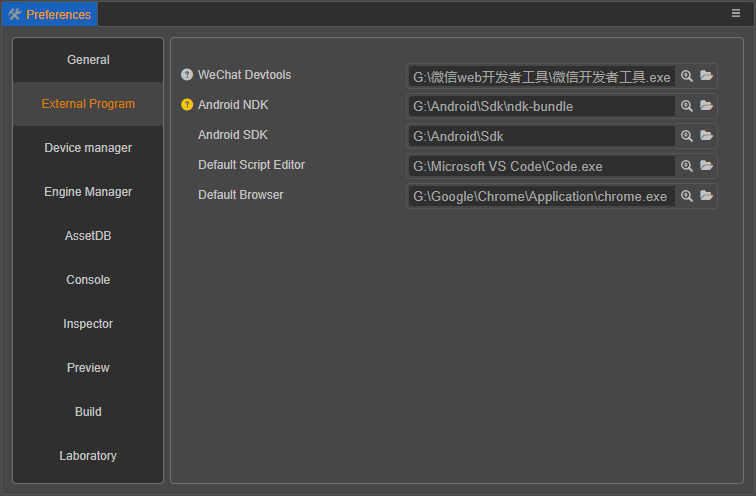 Preferences
General
External Program
Device manager
Engine Manager
AssetDB
Console
Inspector
Preview
Build
Laboratory
? WeChat Devtools G:\微信web开发者工具\微信开发者工具.exe
? Android NDK G:\Android\Sdk\ndk-bundle
Android SDK G:\Android\Sdk
Default Script Editor G:\Microsoft VS Code\Code.exe
Default Browser G:\Google\Chrome\Application\chrome.exe